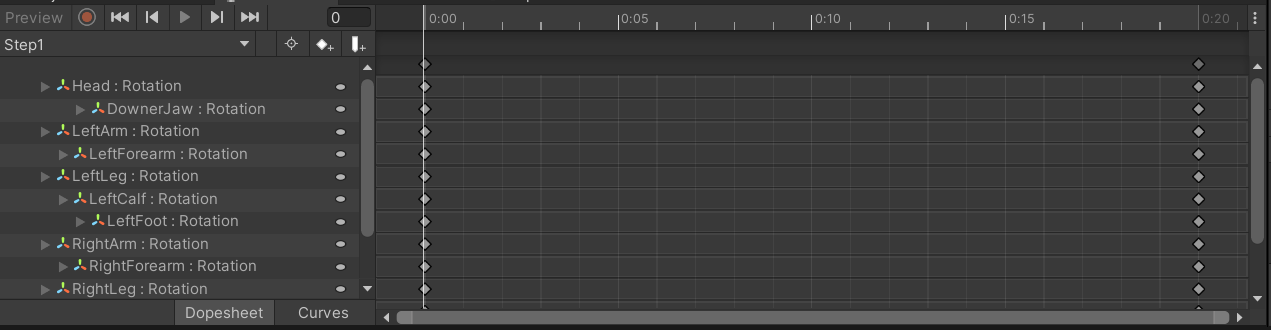 Preview 0 0:00 0:05 0:10 0:15 0:20
Step1
Head : Rotation
DownerJaw : Rotation
LeftArm : Rotation
LeftForearm : Rotation
LeftLeg : Rotation
LeftCalf : Rotation
LeftFoot : Rotation
RightArm : Rotation
RightForearm : Rotation
RightLeg : Rotation
Dopesheet Curves